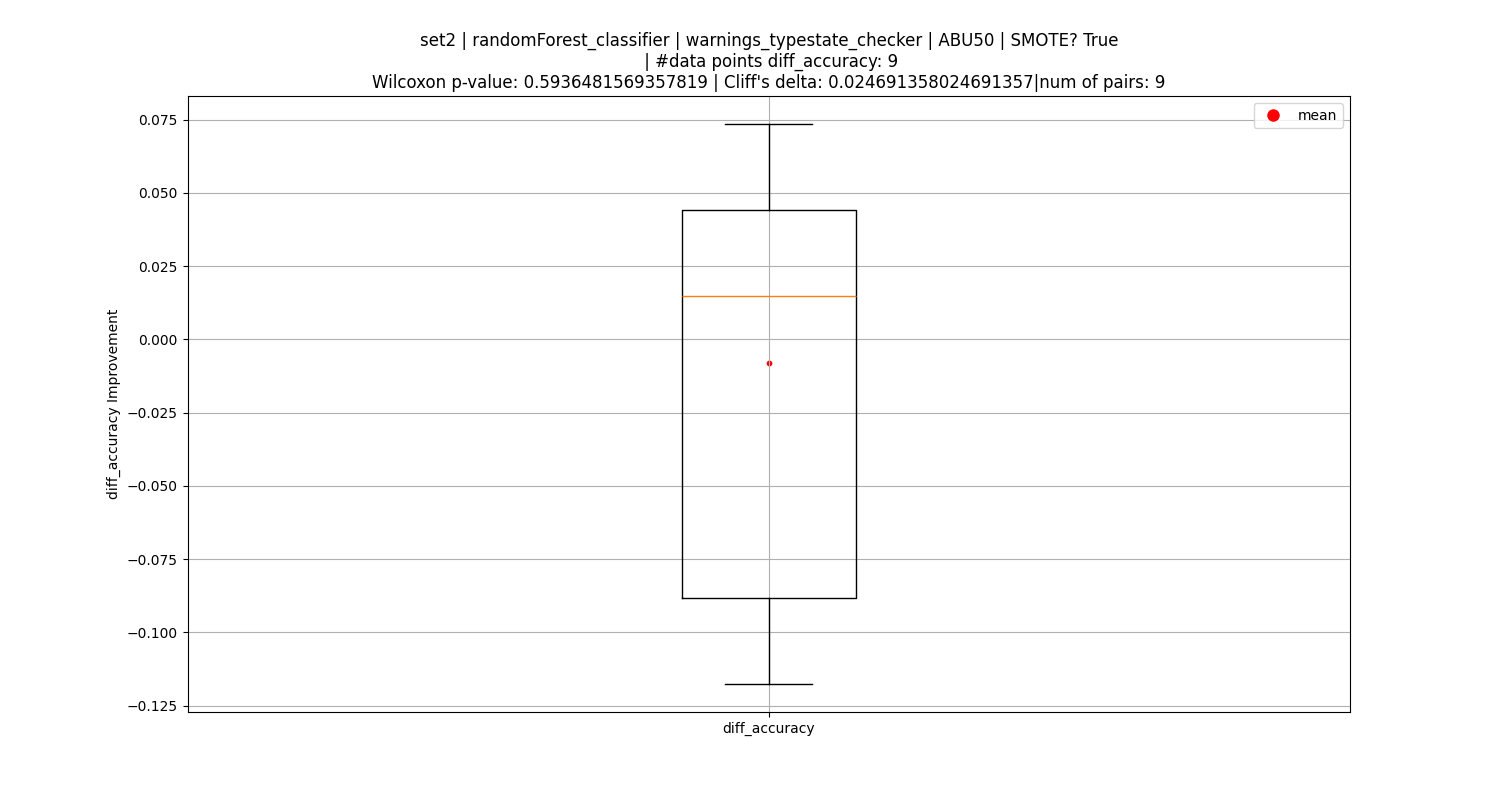 set2 | randomForest_classifier | warnings_typestate_checker | ABU50 | SMOTE? True
| #data points diff_accuracy: 9
Wilcoxon p-value: 0.5936481569357819 | Cliff's delta: 0.024691358024691357|num of pairs: 9
mean
0.075
0.050
0.025
0.000
−0.025
−0.050
−0.075
−0.100
−0.125
diff_accuracy Improvement
diff_accuracy